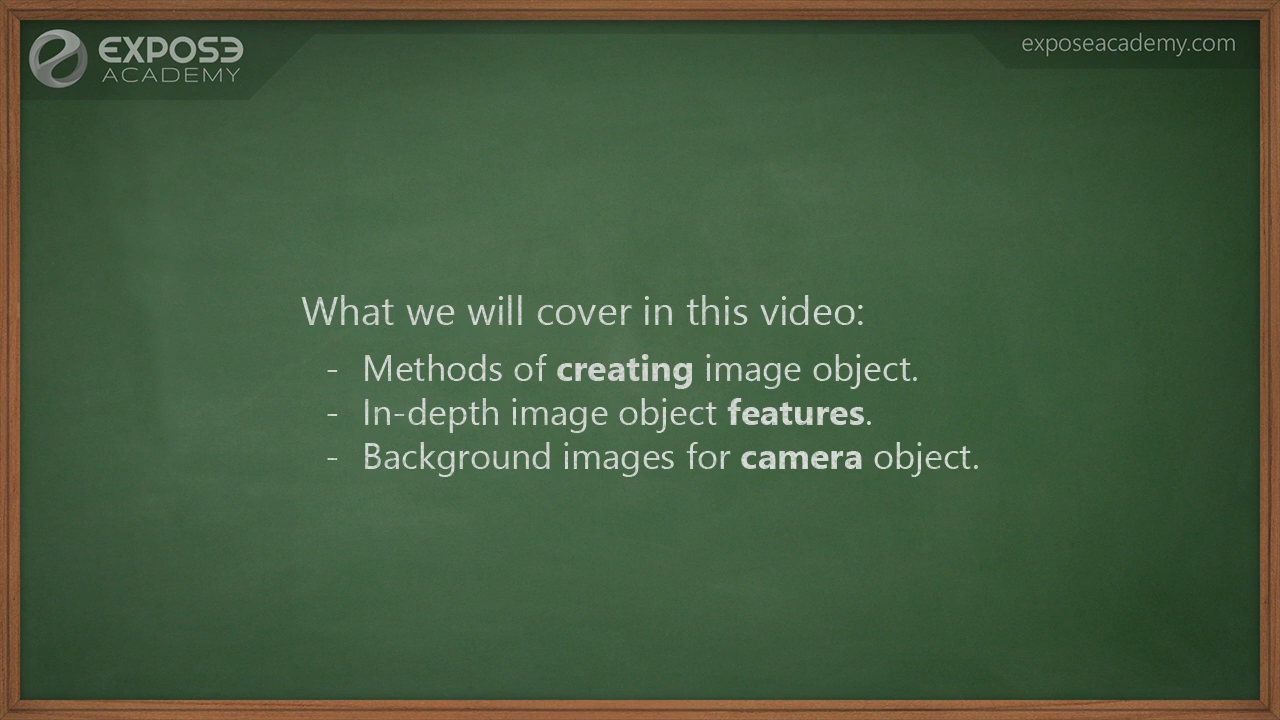 EXPOSE
ACADEMY
exposeacademy.com
What we will cover in this video:
- Methods of creating image object.
- In-depth image object features.
- Background images for camera object.